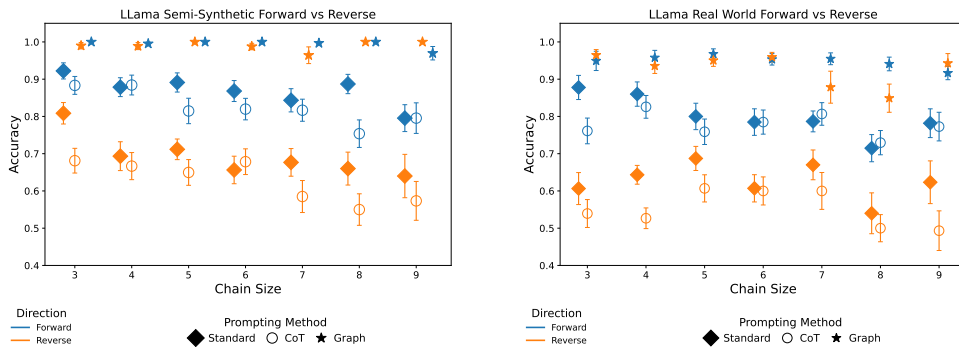 LLama Semi-Synthetic Forward vs Reverse
1.0
0.9
0.8
0.7
0.6
0.5
0.4
Accuracy
3 4 5 6 7 8 9
Chain Size
Direction
Forward
Reverse
Prompting Method
Standard CoT Graph
LLama Real World Forward vs Reverse
1.0
0.9
0.8
0.7
0.6
0.5
0.4
Accuracy
3 4 5 6 7 8 9
Chain Size
Direction
Forward
Reverse
Prompting Method
Standard CoT Graph